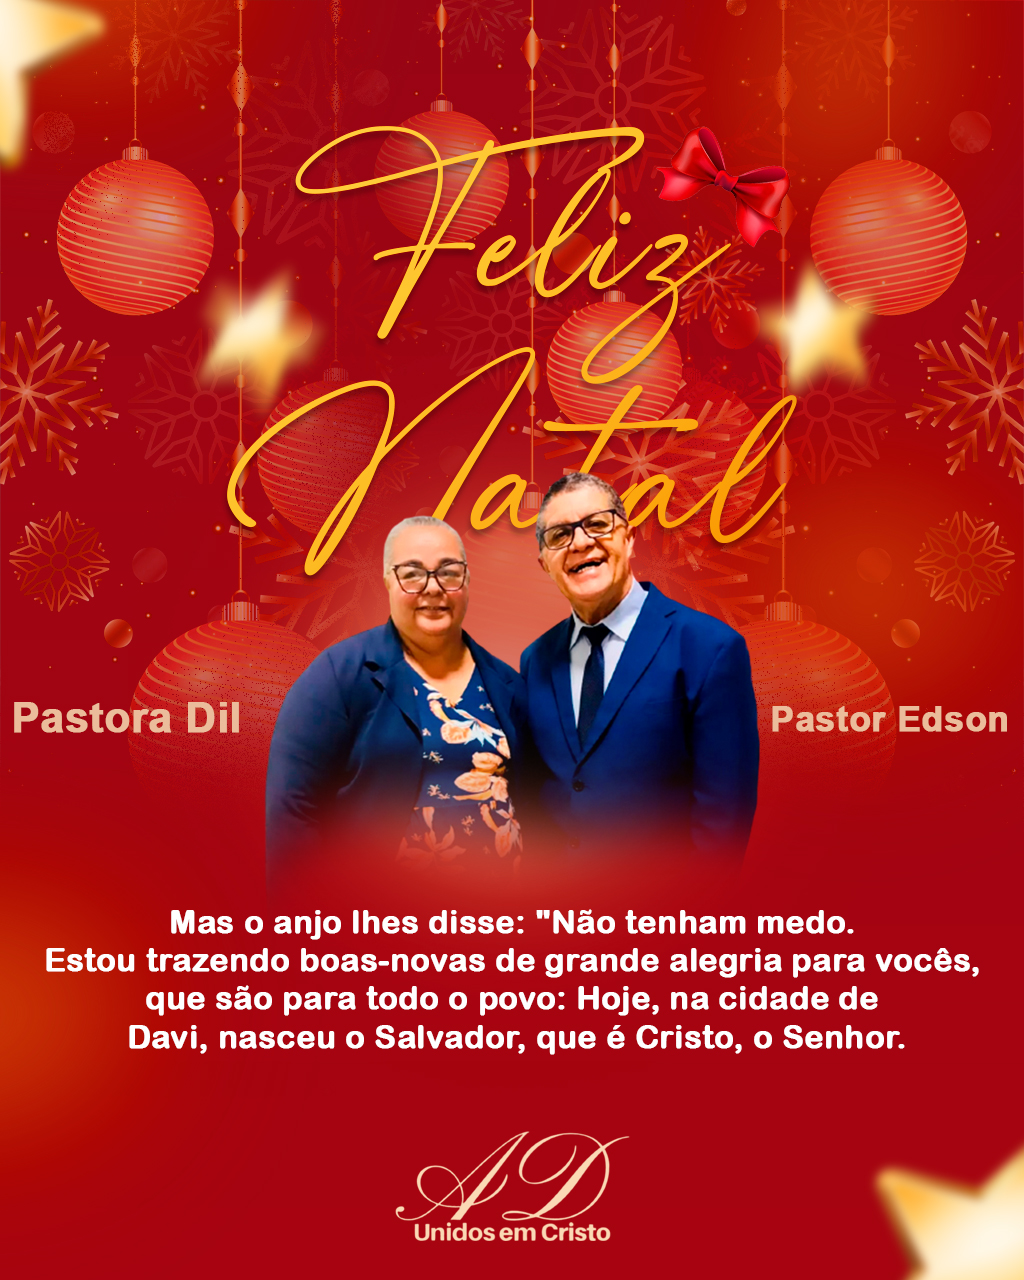 Feliz
Natal
Pastora Dil
Pastor Edson
Mas o anjo lhes disse: "Não tenham medo.
Estou trazendo boas-novas de grande alegria para vocês,
que são para todo o povo: Hoje, na cidade de
Davi, nasceu o Salvador, que é Cristo, o Senhor.
AD
Unidos em Cristo